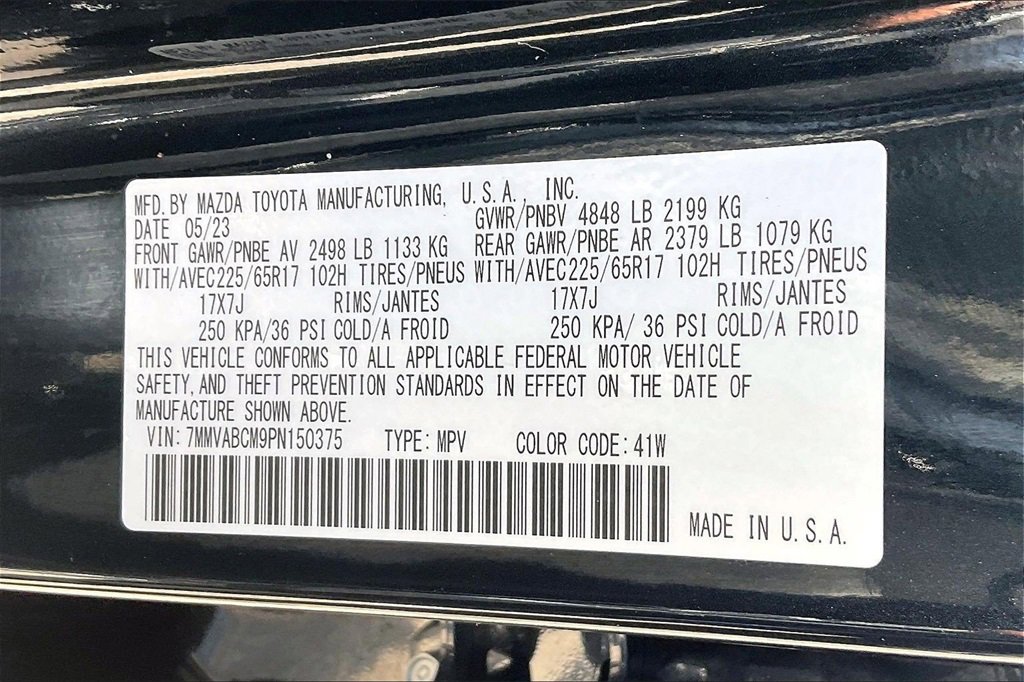 MFD. BY MAZDA TOYOTA MANUFACTURING, U.S.A., INC.
DATE 05/23 GVWR/PNBV 4848 LB 2199 KG
FRONT GAWR/PNBE AV 2498 LB 1133 KG REAR GAWR/PNBE AR 2379 LB 1079 KG
WITH/AVEC225/65R17 102H TIRES/PNEUS WITH/AVEC225/65R17 102H TIRES/PNEUS
17X7J RIMS/JANTES 17X7J RIMS/JANTES
250 KPA/36 PSI COLD/A FROID 250 KPA/ 36 PSI COLD/A FROID
THIS VEHICLE CONFORMS TO ALL APPLICABLE FEDERAL MOTOR VEHICLE
SAFETY, AND THEFT PREVENTION STANDARDS IN EFFECT ON THE DATE OF
MANUFACTURE SHOWN ABOVE.
VIN: 7MMVABCM9PN150375 TYPE: MPV COLOR CODE: 41W
MADE IN U.S.A.